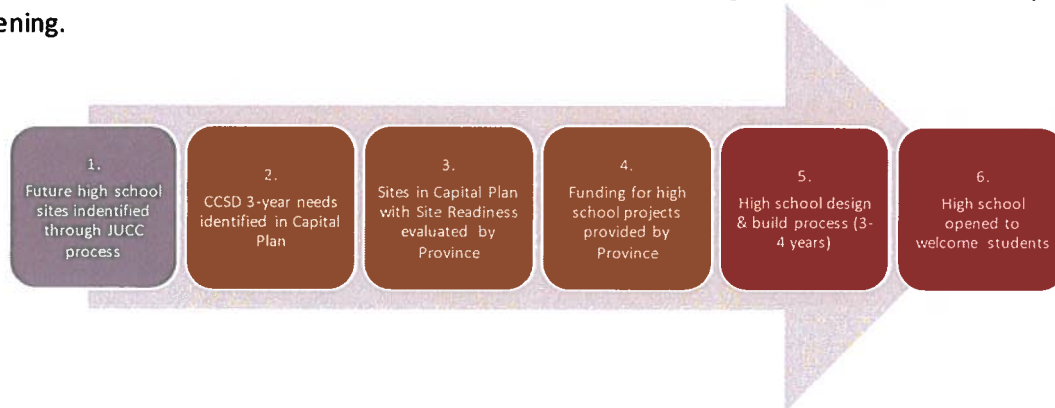 ening.
1.
Future high school
sites indentified
through JUCC
process
2.
CCSD 3-year needs
identified in Capital
Plan
3.
Sites in Capital Plan
with Site Readiness
evaluated by
Province
4.
Funding for high
school projects
provided by
Province
5.
High school design
& build process (3-
4 years)
6.
High school
opened to
welcome students